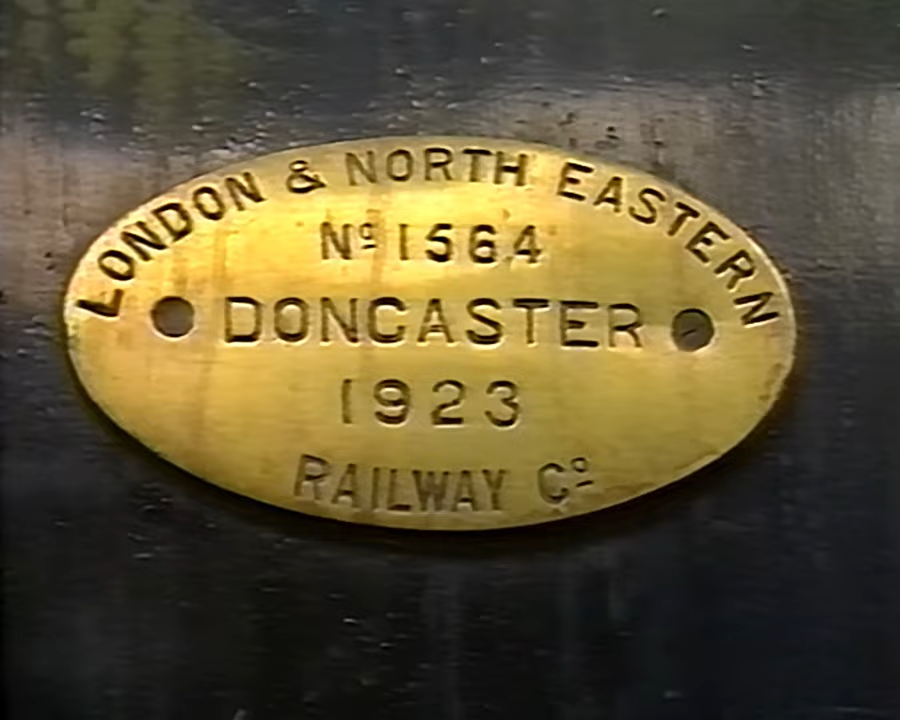 LONDON & NORTH EASTERN
Nº 1564
DONCASTER
1923
RAILWAY Cº